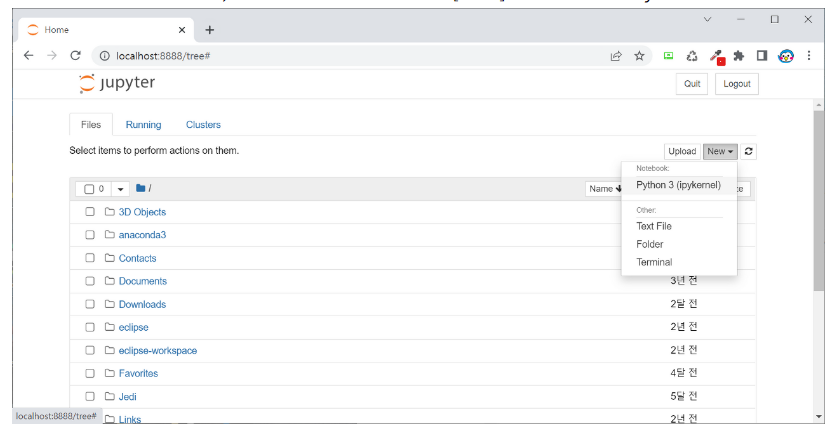 Home
localhost:8888/tree#
jupyter
Quit
Logout
Files
Running
Clusters
Select items to perform actions on them.
Upload
New
Notebook:
Python 3 (ipykernel)
Other:
Text File
Folder
Terminal
0
/
Name
3D Objects
anaconda3
Contacts
Documents
3년 전
Downloads
2달 전
eclipse
2년 전
eclipse-workspace
2년 전
Favorites
4달 전
Jedi
5달 전
Links
2년 전
localhost:8888/tree#